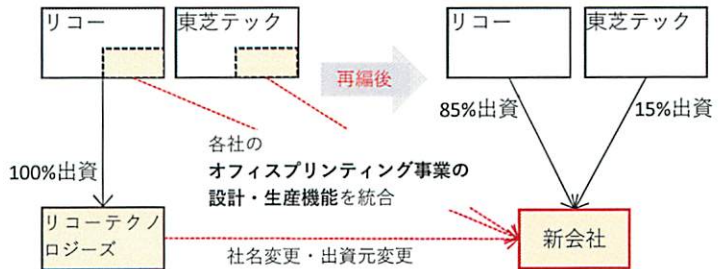 リコー
東芝テック
再編後
リコー
東芝テック
85%出資
15%出資
各社の
オフィスプリンティング事業の
設計・生産機能を統合
100%出資
リコーテクノ
ロジーズ
社名変更・出資元変更
新会社